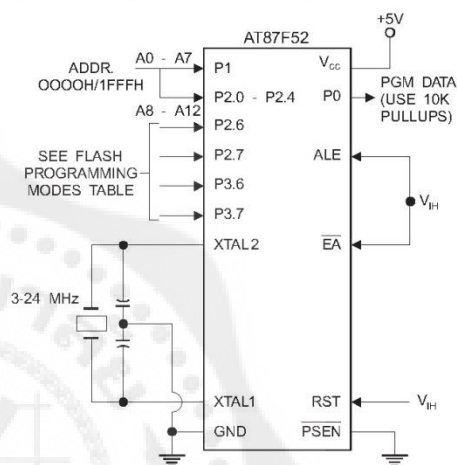 AT87F52
+5V
A0 - A7
ADDR.
OOOOH/1FFFH
P1
VCC
P2.0 - P2.4
P0
PGM DATA
(USE 10K
PULLUPS)
A8 - A12
P2.6
SEE FLASH
PROGRAMMING
MODES TABLE
P2.7
ALE
P3.6
VIH
P3.7
XTAL2
EA
3-24 MHz
XTAL1
RST
VIH
GND
PSEN